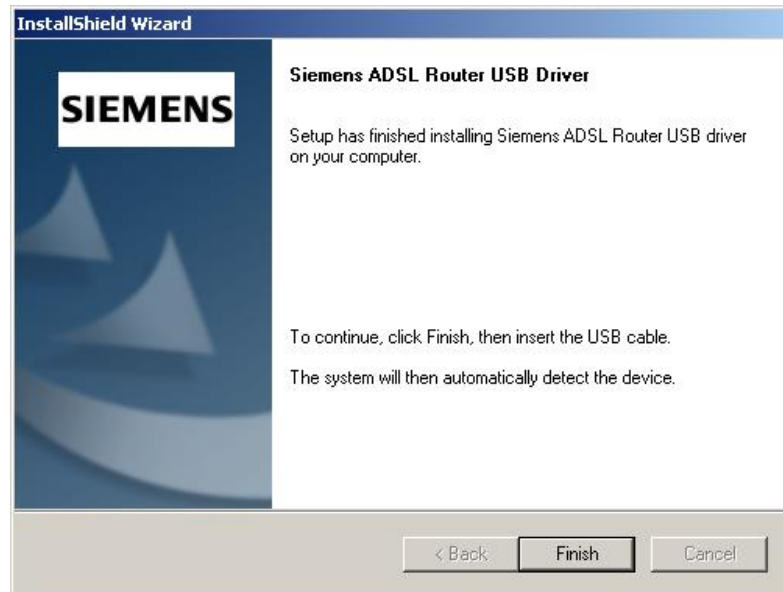 InstallShield Wizard
SIEMENS
Siemens ADSL Router USB Driver
Setup has finished installing Siemens ADSL Router USB driver
on your computer.
To continue, click Finish, then insert the USB cable.
The system will then automatically detect the device.
< Back Finish Cancel